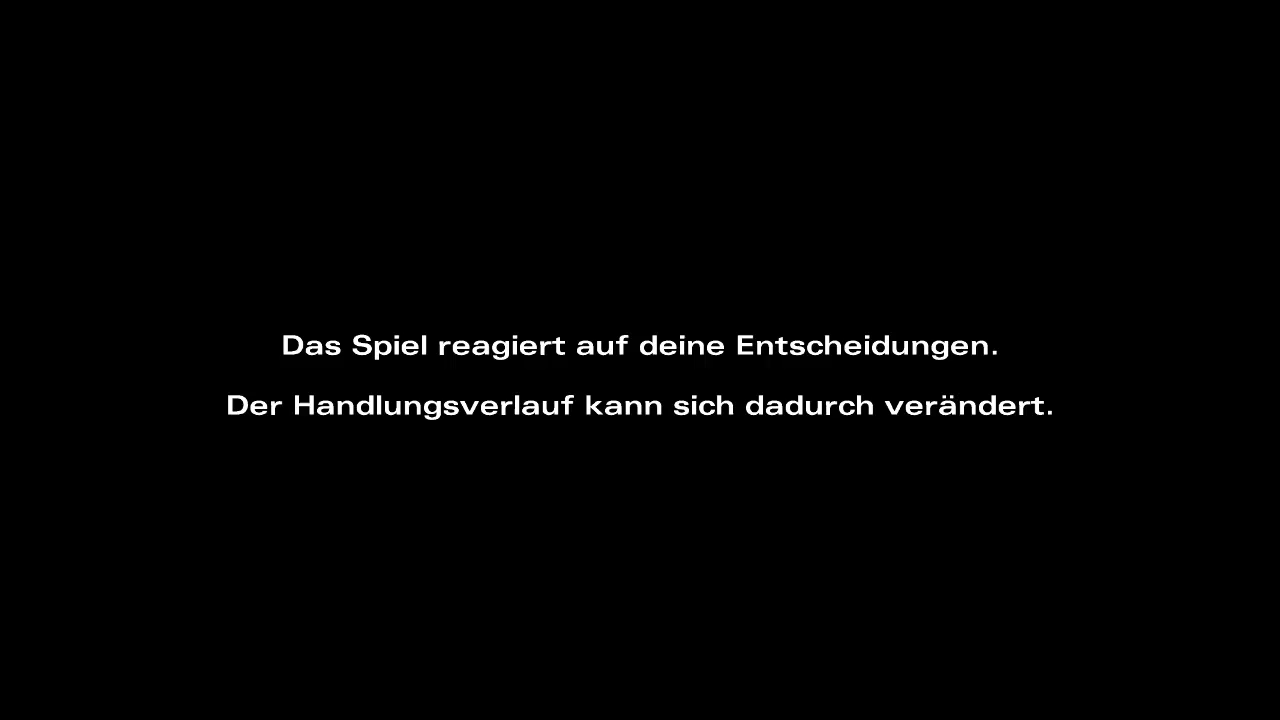 Das Spiel reagiert auf deine Entscheidungen.
Der Handlungsverlauf kann sich dadurch verändert.